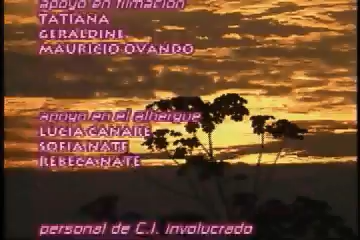 apoyo en filmación
TATIANA
GERALDINE
MAURICIO OVANDO
apoyo en el albergue
LUCIA CAÑARE
SOFIA NATE
REBECA NATE
personal de C.I. involucrado